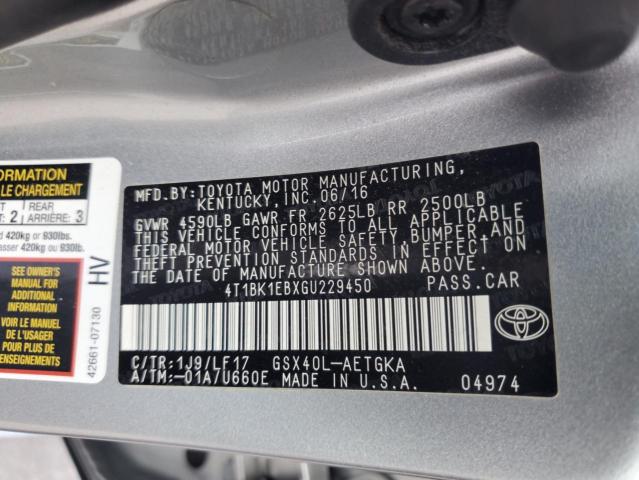 ORMATION
LE CHARGEMENT
T 2 REAR ARRIÈRE: 3
420kg or 930lbs.
asser 420kg ou 930lb.
SEE OWNER'S
MANUAL FOR
ADDITIONAL
INFORMATION
VOIR LE MANUEL
DE L'USAGER
POUR PLUS DE
RENSEIGNEMENTS
HV
42661-07130
MFD.BY:TOYOTA MOTOR MANUFACTURING,
KENTUCKY, INC.06/16
GVWR 4590LB GAWR FR 2625LB RR 2500LB
THIS VEHICLE CONFORMS TO ALL APPLICABLE
FEDERAL MOTOR VEHICLE SAFETY,BUMPER,AND
THEFT PREVENTION STANDARDS IN EFFECT ON
THE DATE OF MANUFACTURE SHOWN ABOVE.
4T1BK1EBXGU229450 PASS.CAR
C/TR:1J9/LF17 GSX40L-AETGKA
A/TM:-01A/U660E MADE IN U.S.A. 04974
TOYOTA